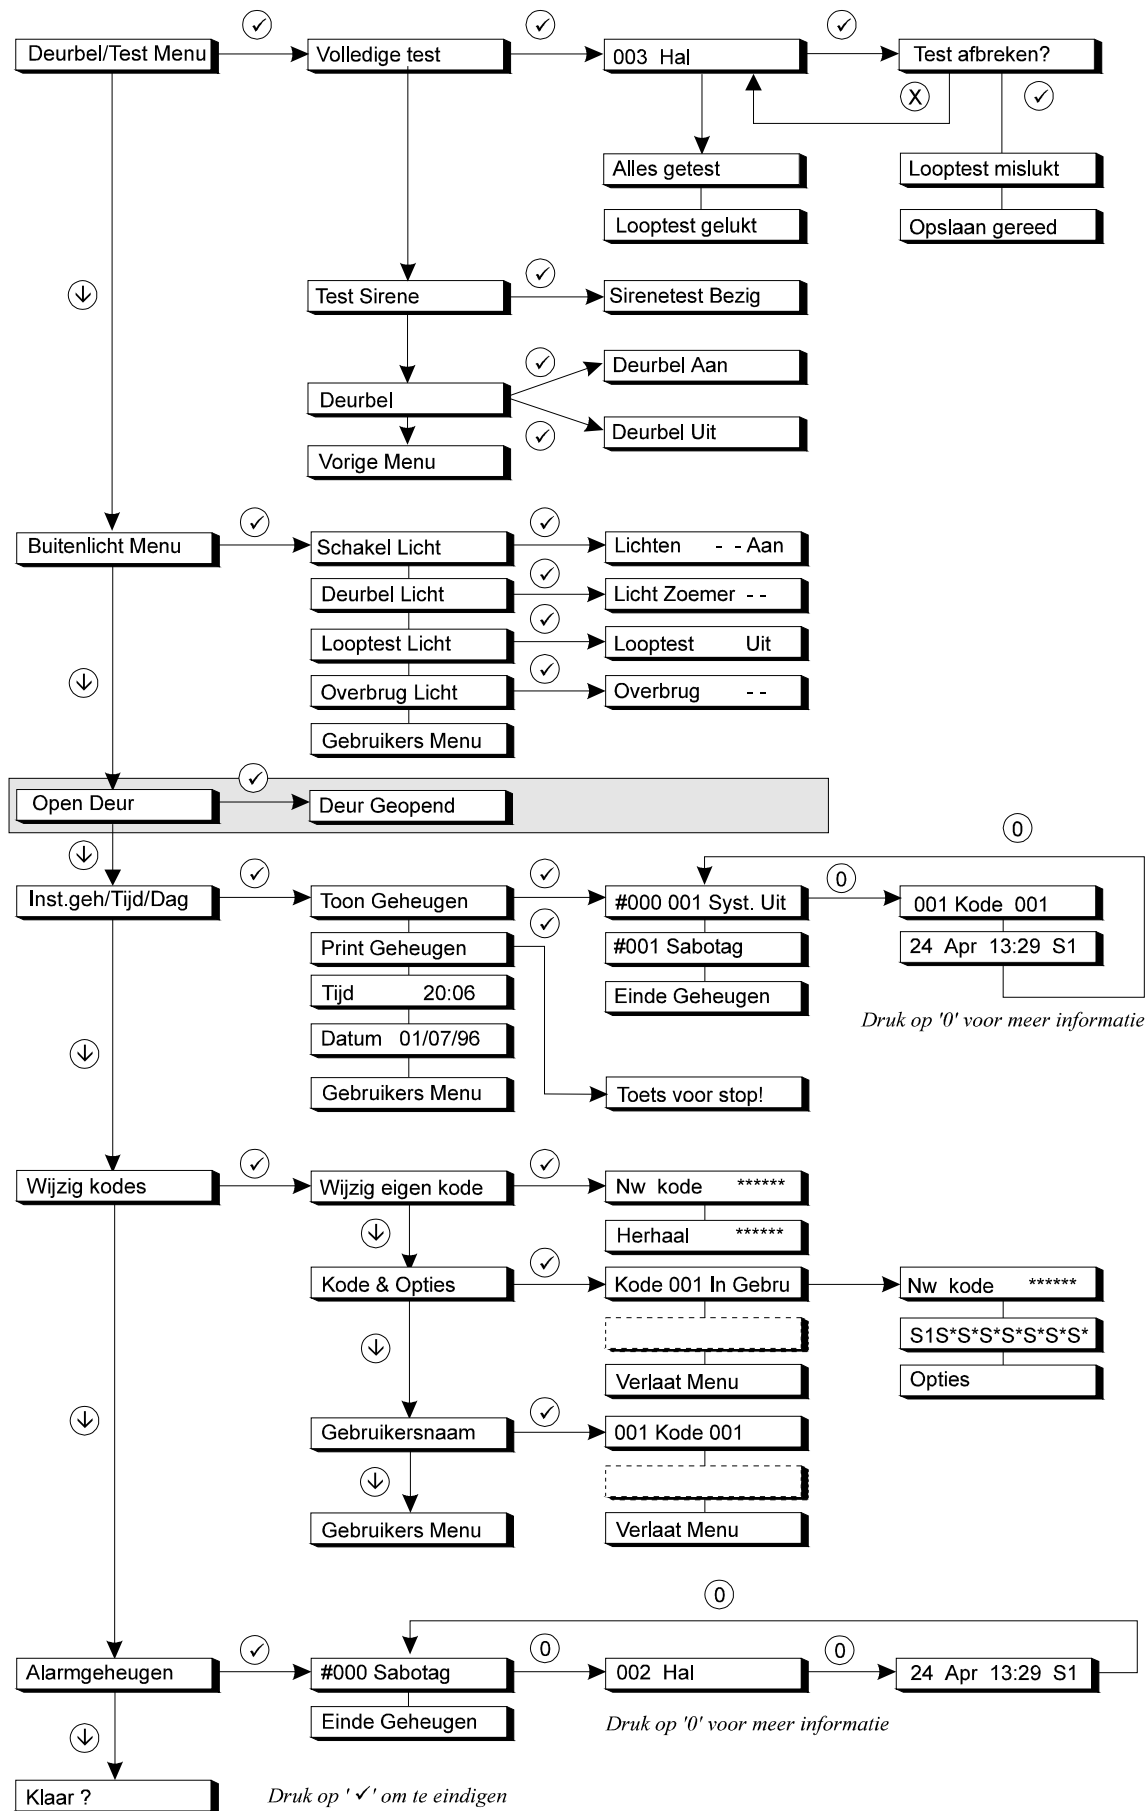 Deurbel/Test Menu
Volledige test
003 Hal
Test afbreken?
X
Alles getest
Looptest mislukt
Looptest gelukt
Opslaan gereed
Test Sirene
Sirenetest Bezig
Deurbel Aan
Deurbel
Deurbel Uit
Vorige Menu
Buitenlicht Menu
Schakel Licht
Lichten - - Aan
Deurbel Licht
Licht Zoemer - -
Looptest Licht
Looptest Uit
Overbrug Licht
Overbrug - -
Gebruikers Menu
Open Deur
Deur Geopend
0
Inst.geh/Tijd/Dag
Toon Geheugen
#000 001 Syst. Uit
0
001 Kode 001
Print Geheugen
#001 Sabotag
24 Apr 13:29 S1
Tijd 20:06
Einde Geheugen
Druk op '0' voor meer informatie
Datum 01/07/96
Gebruikers Menu
Toets voor stop!
Wijzig kodes
Wijzig eigen kode
Nw kode ******
Herhaal ******
Kode & Opties
Kode 001 In Gebru
Nw kode ******
S1S*S*S*S*S*S*S*
Verlaat Menu
Opties
Gebruikersnaam
001 Kode 001
Gebruikers Menu
Verlaat Menu
0
Alarmgeheugen
#000 Sabotag
0
002 Hal
0
24 Apr 13:29 S1
Einde Geheugen
Druk op '0' voor meer informatie
Klaar ?
Druk op '✓' om te eindigen